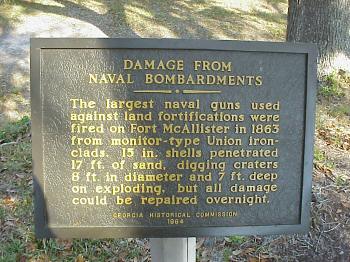 DAMAGE FROM
NAVAL BOMBARDMENTS
The largest naval guns used
against land fortifications were
fired on Fort McAllister in 1863
from monitor-type Union iron-
clads. 15 in. shells penetrated
17 ft. of sand, digging craters
8 ft. in diameter and 7 ft. deep
on exploding, but all damage
could be repaired overnight.
GEORGIA HISTORICAL COMMISSION
1964